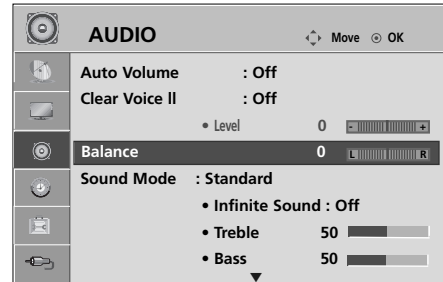 AUDIO Move OK
Auto Volume : Off
Clear Voice ll : Off
• Level 0 - +
Balance 0 L R
Sound Mode : Standard
• Infinite Sound : Off
• Treble 50
• Bass 50